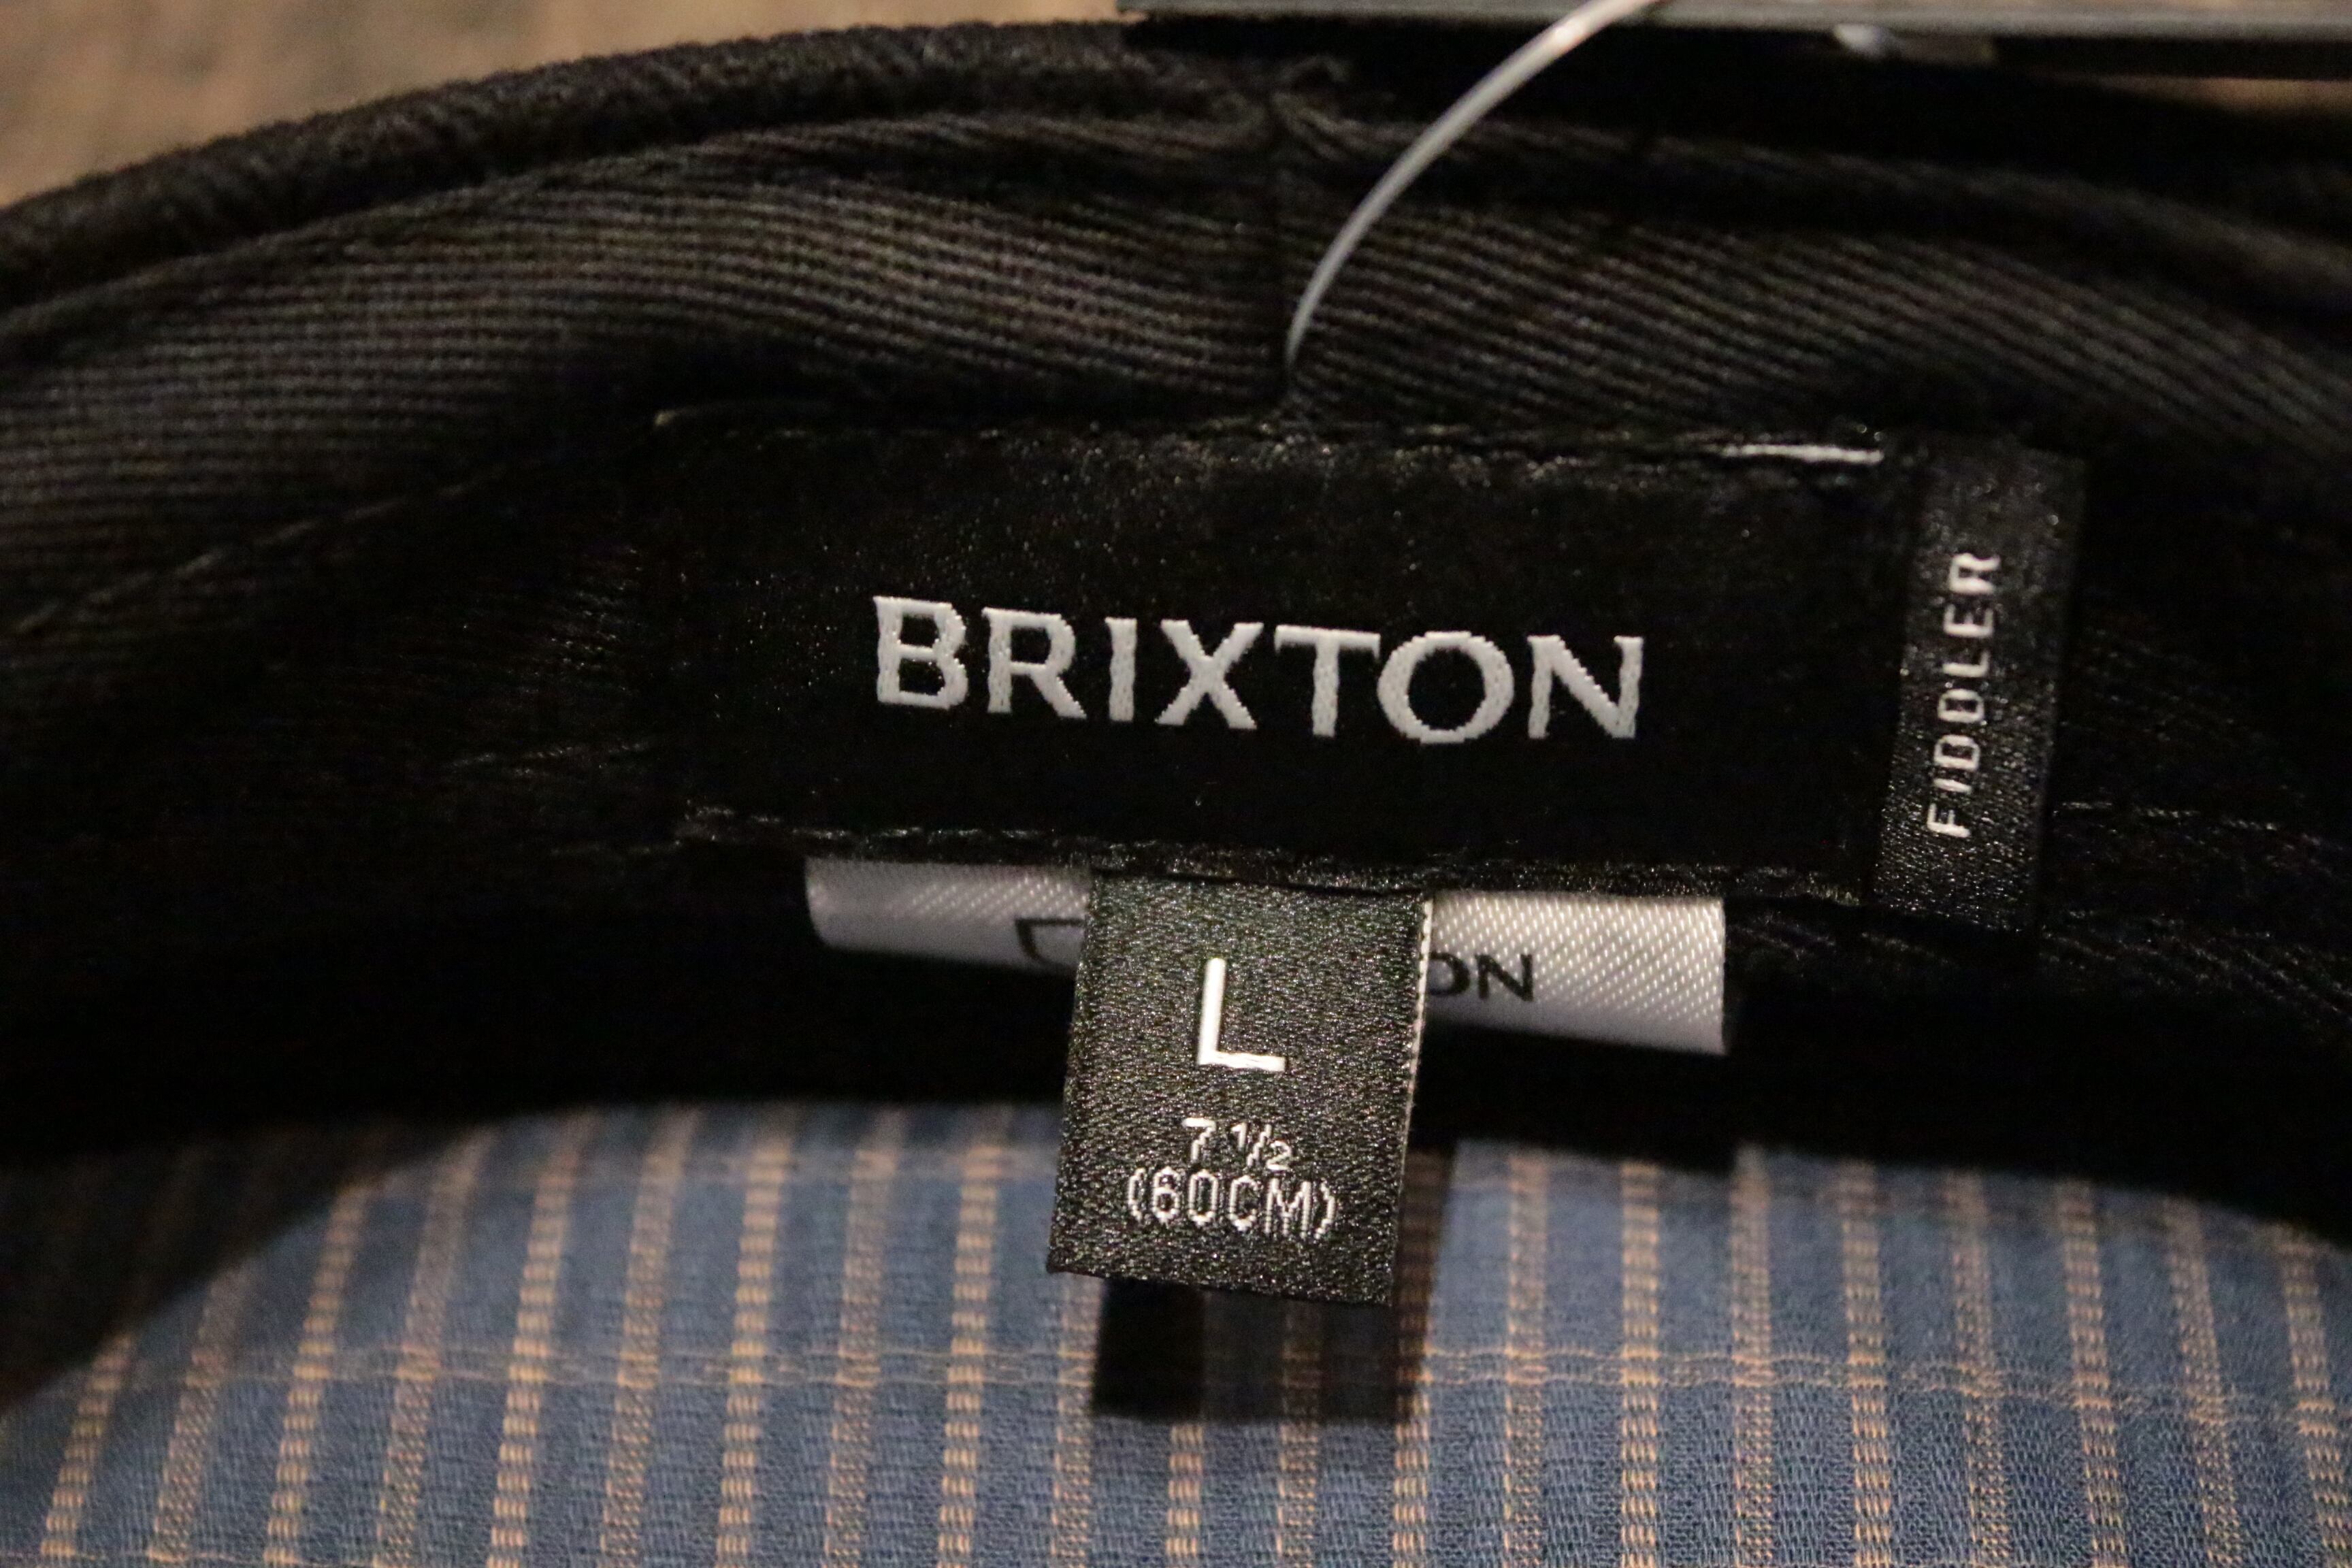 BRIXTON
FIDDLER
L
7 ½
(60CM)